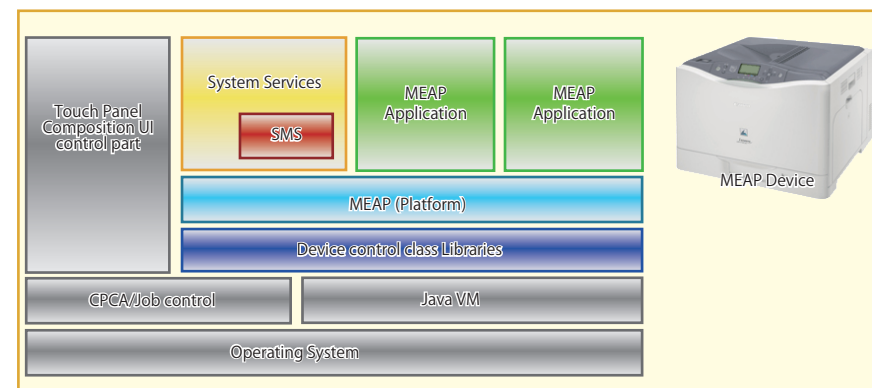 Touch Panel
Composition UI
control part
System Services
SMS
MEAP
Application
MEAP
Application
MEAP Device
MEAP (Platform)
Device control class Libraries
CPCA/Job control
Java VM
Operating System